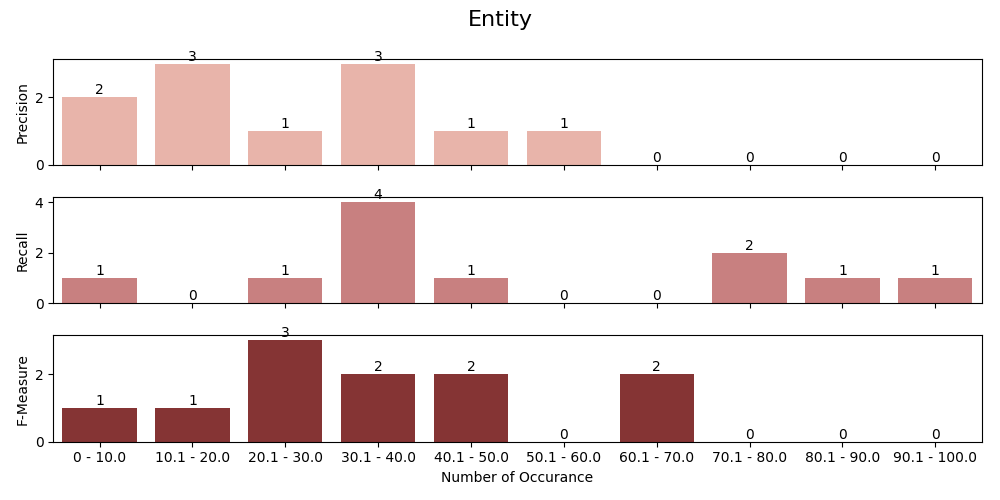 Entity
Precision
2
0
2 3 1 3 1 1 0 0 0 0
Recall
4
2
0
1 0 1 4 1 0 0 2 1 1
F-Measure
2
0
1 1 3 2 2 0 2 0 0 0
0 - 10.0 10.1 - 20.0 20.1 - 30.0 30.1 - 40.0 40.1 - 50.0 50.1 - 60.0 60.1 - 70.0 70.1 - 80.0 80.1 - 90.0 90.1 - 100.0
Number of Occurance